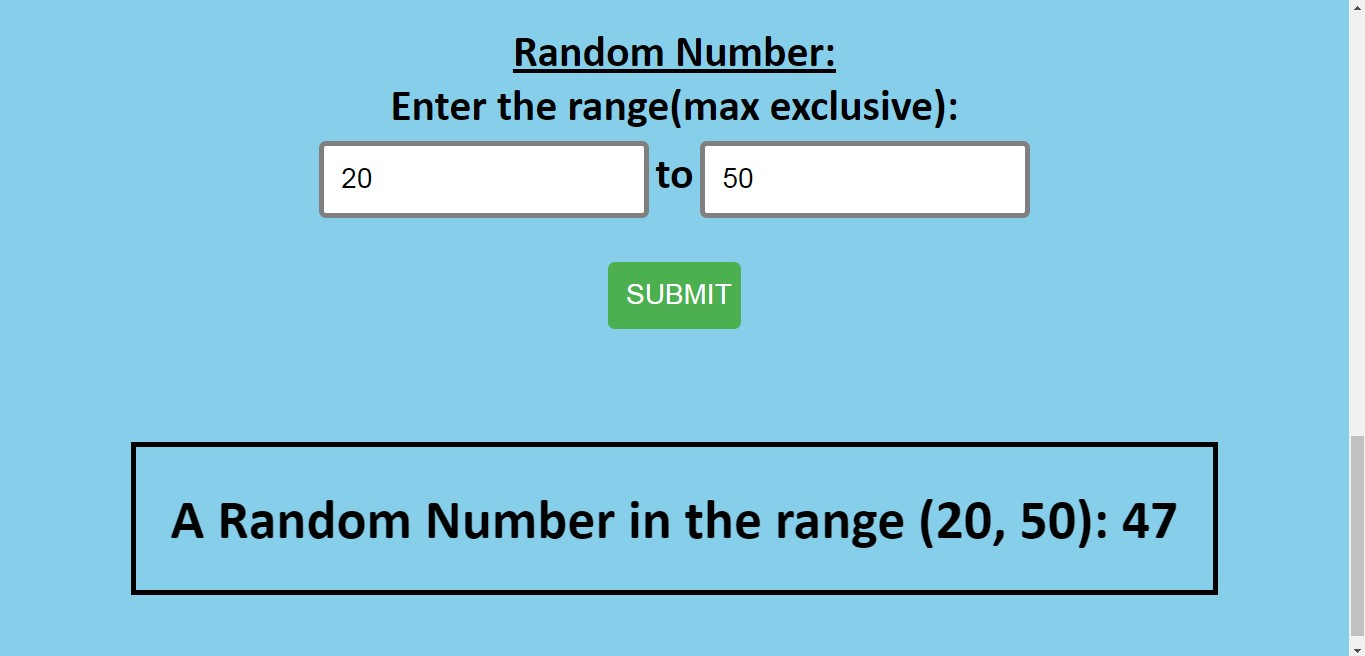 Random Number:
Enter the range(max exclusive):
20 to 50
SUBMIT
A Random Number in the range (20, 50): 47